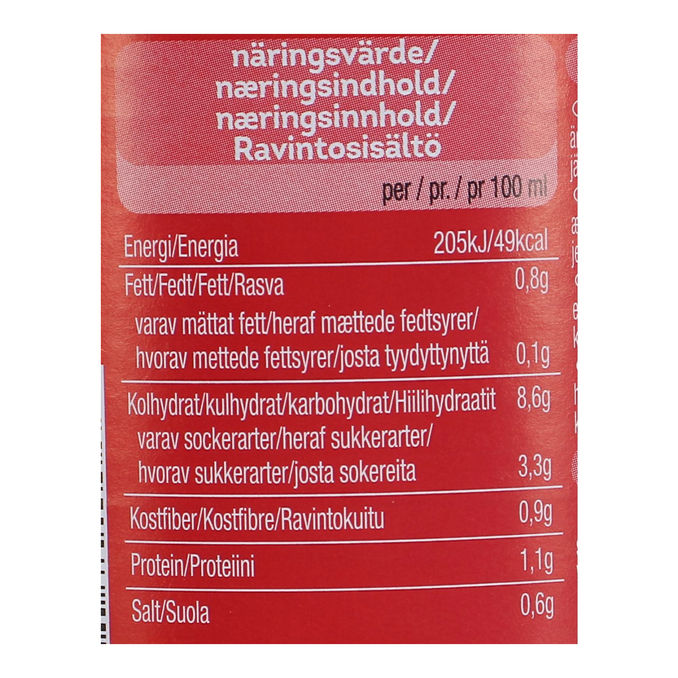 näringsvärde/
næringsindhold/
næringsinnhold/
Ravintosisältö
per / pr. / pr 100 ml
Energi/Energia 205kJ/49kcal
Fett/Fedt/Fett/Rasva 0,8g
varav mättat fett/heraf mættede fedtsyrer/
hvorav mettede fettsyrer/josta tyydyttynyttä 0,1g
Kolhydrat/kulhydrat/karbohydrat/Hiilihydraatit 8,6g
varav sockerarter/heraf sukkerarter/
hvorav sukkerarter/josta sokereita 3,3g
Kostfiber/Kostfibre/Ravintokuitu 0,9g
Protein/Proteiini 1,1g
Salt/Suola 0,6g